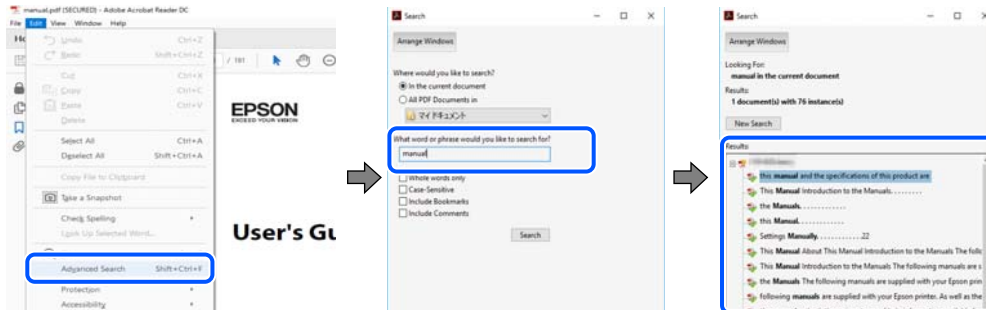 manual.pdf (SECURED) - Adobe Acrobat Reader DC
File Edit View Window Help
Undo Ctrl+Z
Redo Shift+Ctrl+Z
Cut Ctrl+X
Copy Ctrl+C
Paste Ctrl+V
Delete
Select All Ctrl+A
Deselect All Shift+Ctrl+A
Copy File to Clipboard
Take a Snapshot
Check Spelling
Look Up Selected Word...
Advanced Search Shift+Ctrl+F
Protection
Accessibility
/ 181
EPSON
EXCEED YOUR VISION
User's Gu
Search
Arrange Windows
Where would you like to search?
In the current document
All PDF Documents in
マイドキュメント
What word or phrase would you like to search for?
manual
Whole words only
Case-Sensitive
Include Bookmarks
Include Comments
Search
Search
Arrange Windows
Looking For:
manual in the current document
Results:
1 document(s) with 76 instance(s)
New Search
Results:
this manual and the specifications of this product are
This Manual Introduction to the Manuals. . . . . . . . .
the Manuals. . . . . . . . . . . . .
this Manual. . . . . . . . . . . . .
Settings Manually. . . . . . . . . . . . 22
This Manual About This Manual Introduction to the Manuals The follo
This Manual Introduction to the Manuals The following manuals are s
the Manuals The following manuals are supplied with your Epson prin
following manuals are supplied with your Epson printer. As well as the